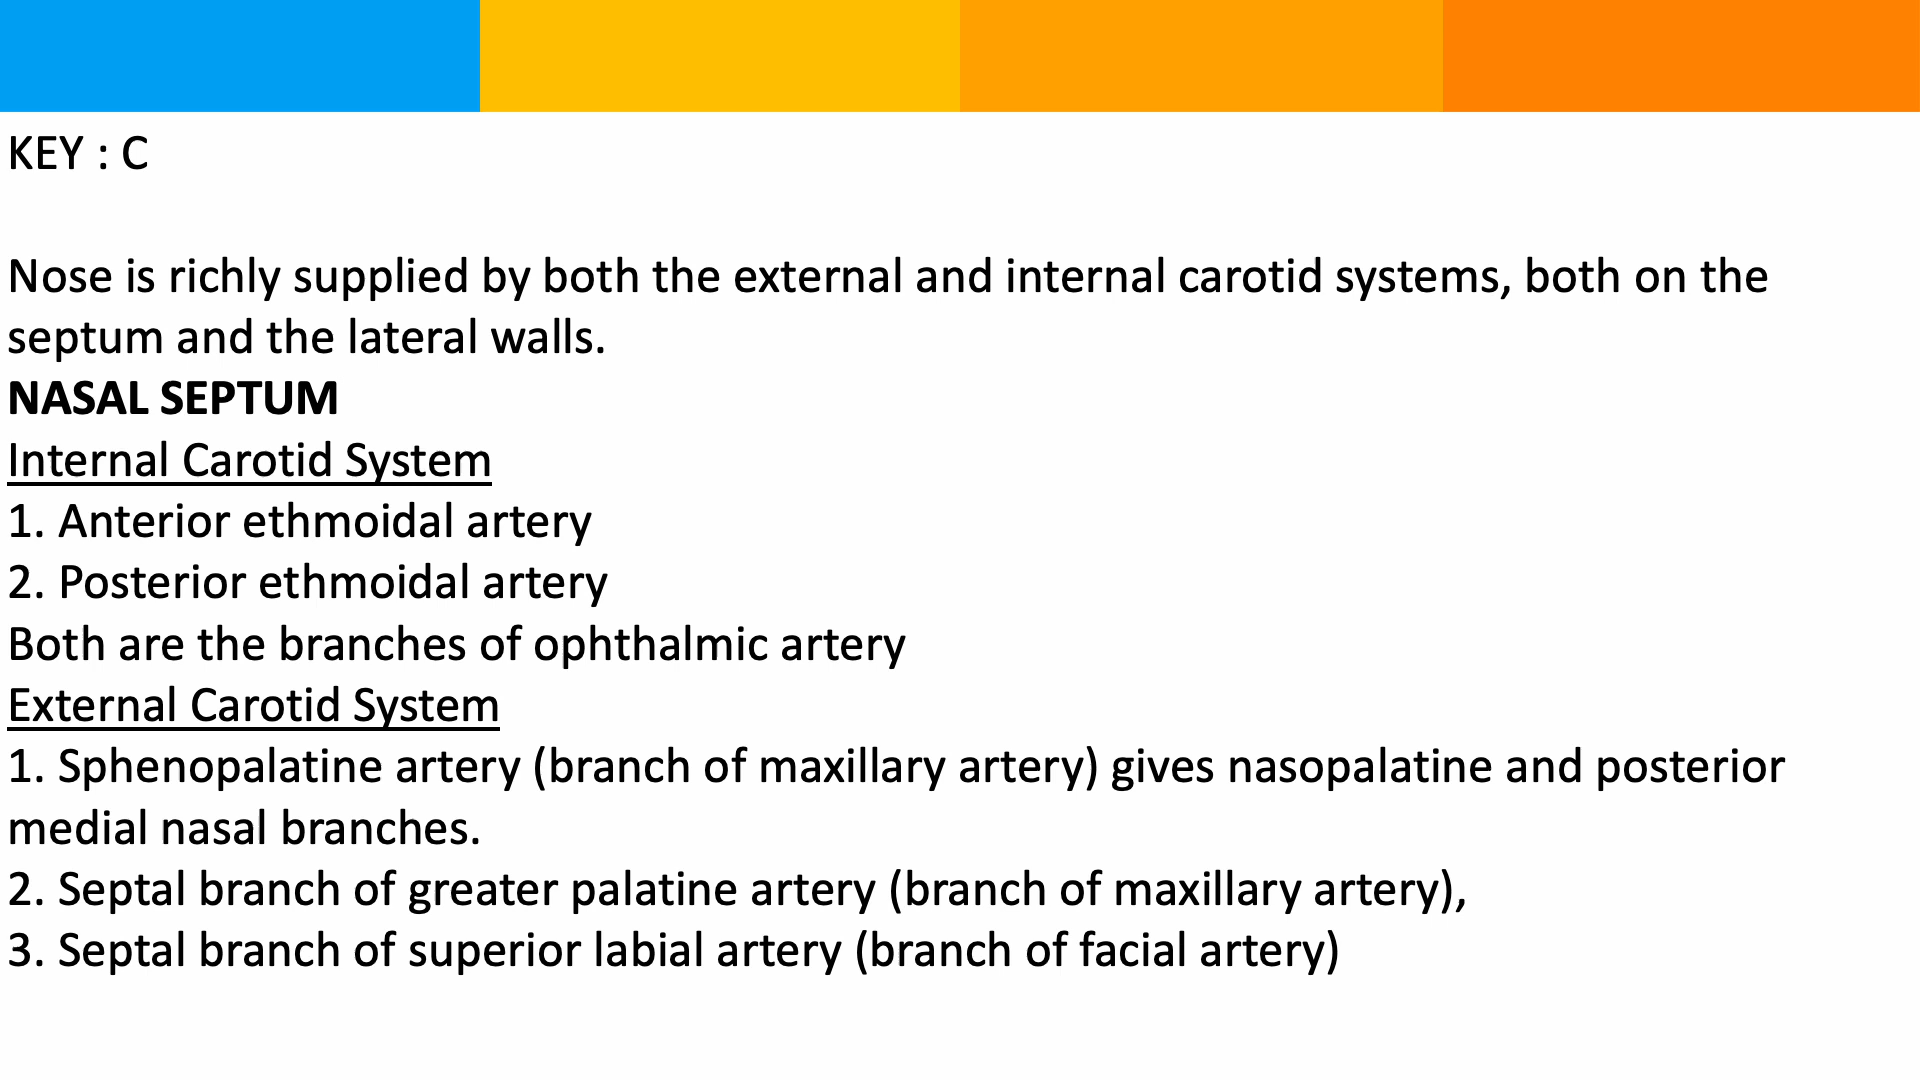 KEY : C
Nose is richly supplied by both the external and internal carotid systems, both on the
septum and the lateral walls.
NASAL SEPTUM
Internal Carotid System
1. Anterior ethmoidal artery
2. Posterior ethmoidal artery
Both are the branches of ophthalmic artery
External Carotid System
1. Sphenopalatine artery (branch of maxillary artery) gives nasopalatine and posterior
medial nasal branches.
2. Septal branch of greater palatine artery (branch of maxillary artery),
3. Septal branch of superior labial artery (branch of facial artery)